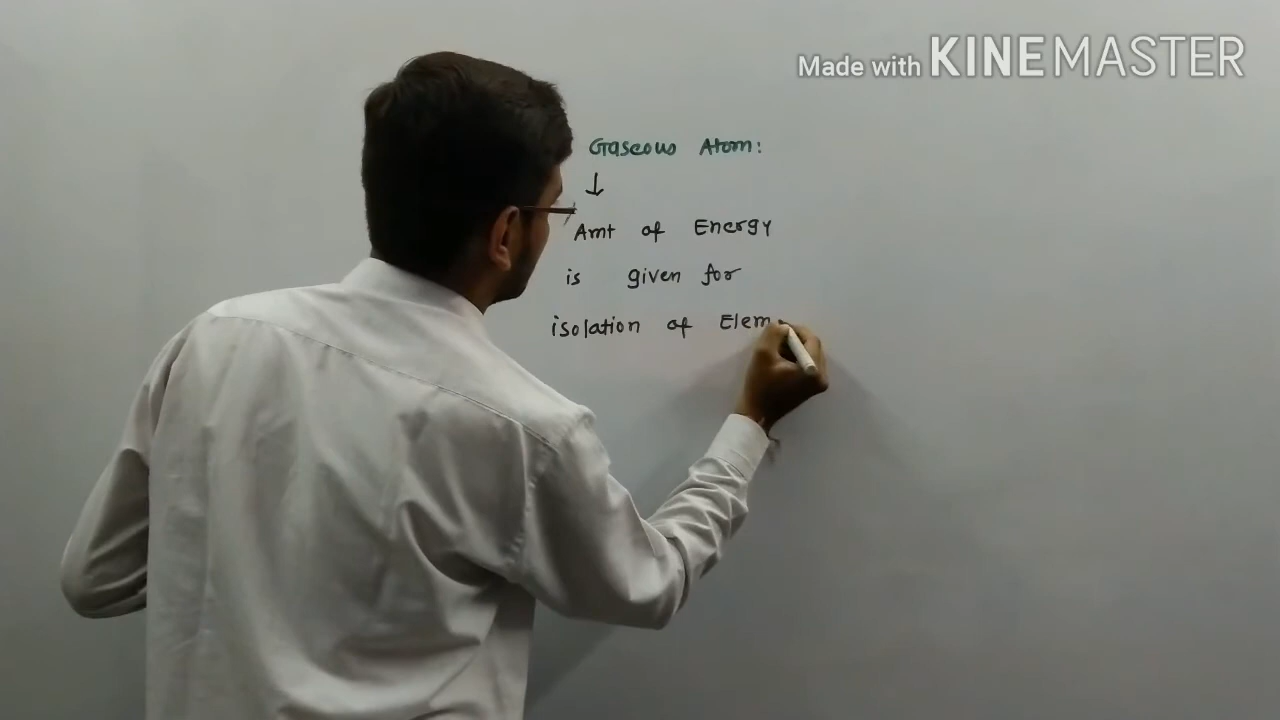 Made with KINEMASTER
Gaseous Atom:
Amt of Energy
is given for
isolation of Elem